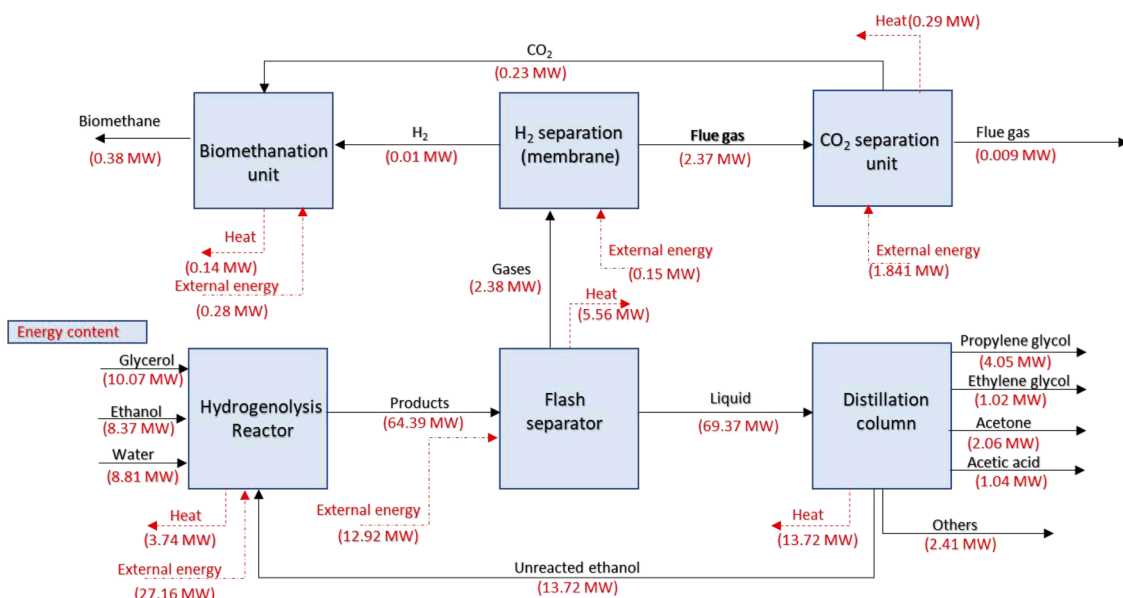 Heat(0.29 MW)
CO₂
(0.23 MW)
Biomethane
(0.38 MW)
Biomethanation
unit
H₂
(0.01 MW)
H₂ separation
(membrane)
Flue gas
(2.37 MW)
CO₂ separation
unit
Flue gas
(0.009 MW)
Heat
(0.14 MW)
External energy
(0.28 MW)
Gases
(2.38 MW)
External energy
(0.15 MW)
External energy
(1.841 MW)
Heat
(5.56 MW)
Energy content
Glycerol
(10.07 MW)
Ethanol
(8.37 MW)
Water
(8.81 MW)
Hydrogenolysis
Reactor
Products
(64.39 MW)
Flash
separator
Liquid
(69.37 MW)
Distillation
column
Propylene glycol
(4.05 MW)
Ethylene glycol
(1.02 MW)
Acetone
(2.06 MW)
Acetic acid
(1.04 MW)
Heat
(3.74 MW)
External energy
(27.16 MW)
External energy
(12.92 MW)
Heat
(13.72 MW)
Others
(2.41 MW)
Unreacted ethanol
(13.72 MW)